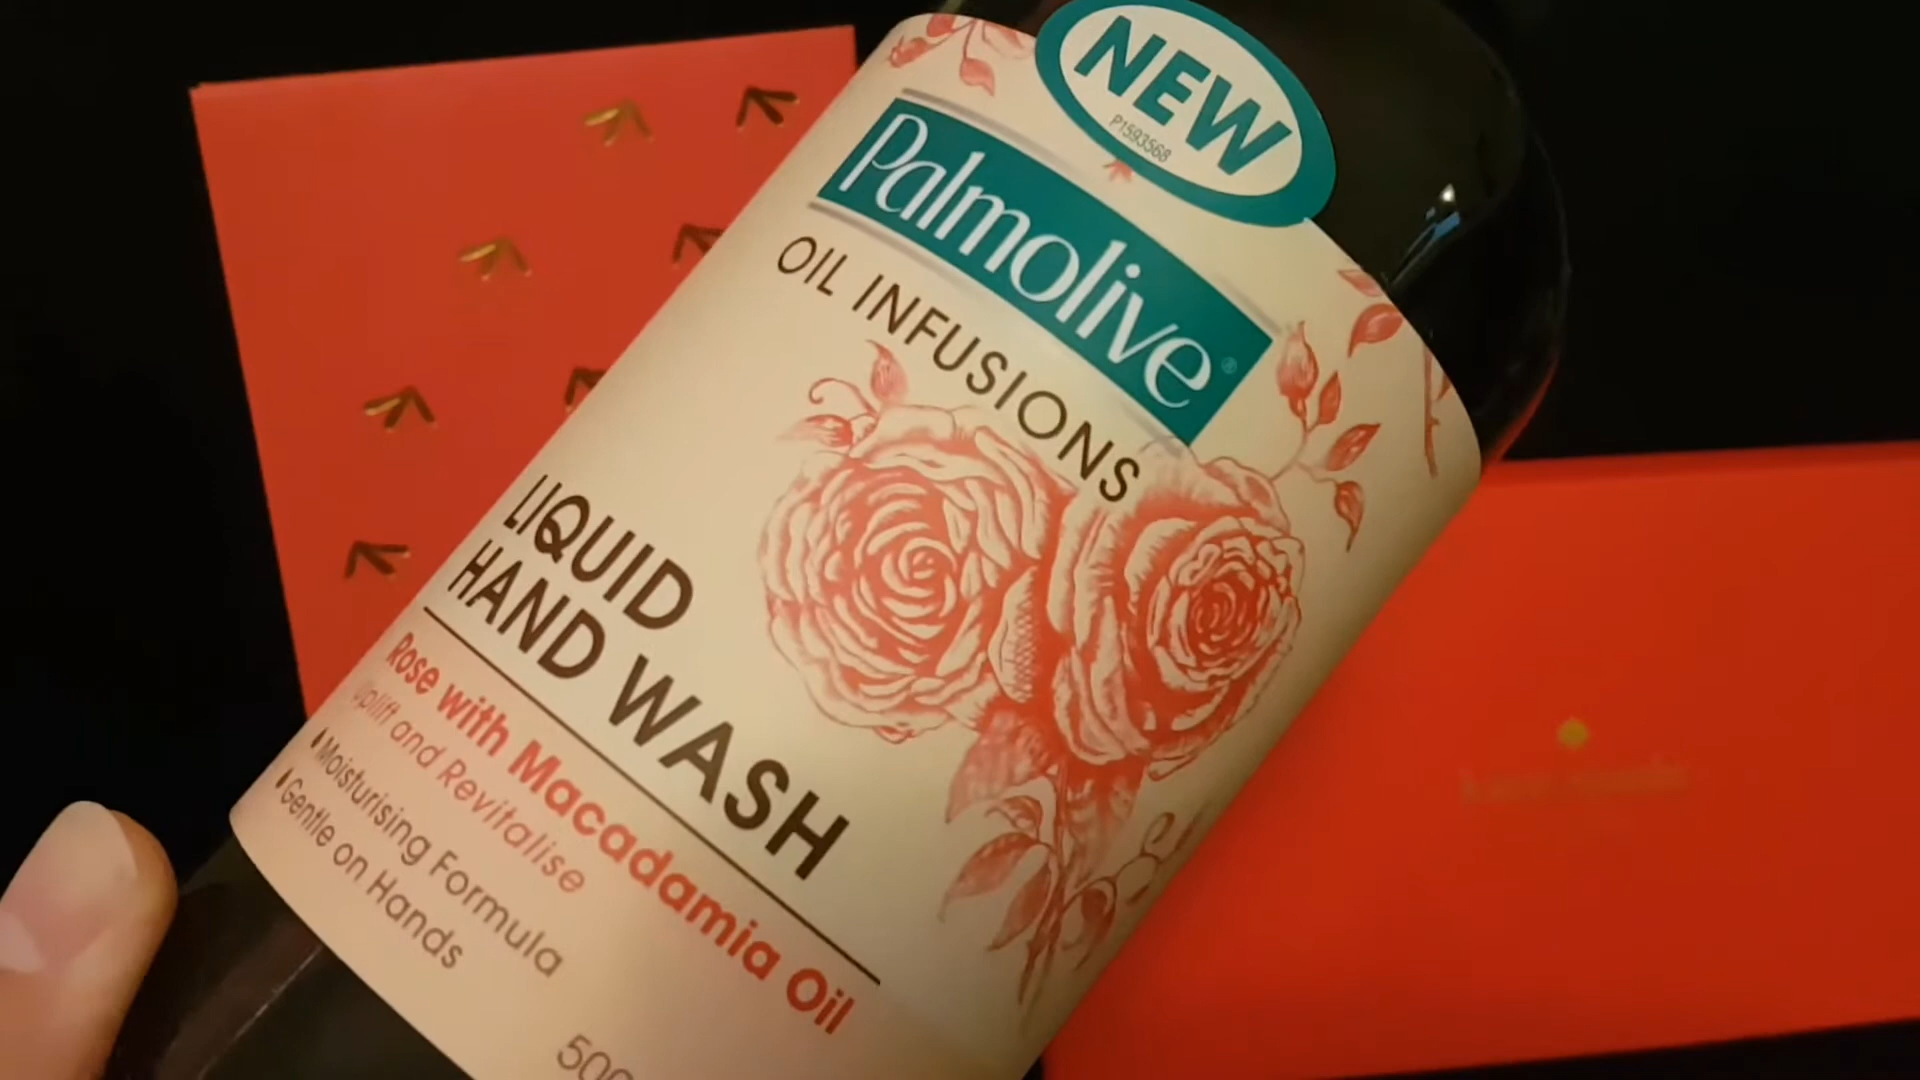 NEW
P1593568
Palmolive®
OIL INFUSIONS
LIQUID
HAND WASH
Rose with Macadamia Oil
Uplift and Revitalise
Moisturising Formula
Gentle on Hands